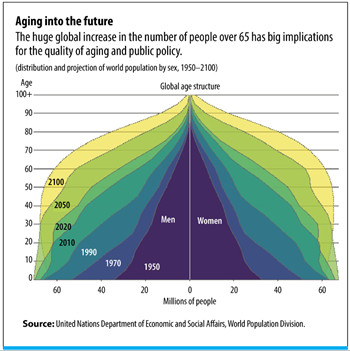 Aging into the future
The huge global increase in the number of people over 65 has big implications
for the quality of aging and public policy.
(distribution and projection of world population by sex, 1950–2100)
Age
Global age structure
100+
90
80
70
60
50
40
30
20
10
0
2100
2050
2020
2010
1990
1970
1950
Men
Women
60 40 20 0 20 40 60
Millions of people
Source: United Nations Department of Economic and Social Affairs, World Population Division.